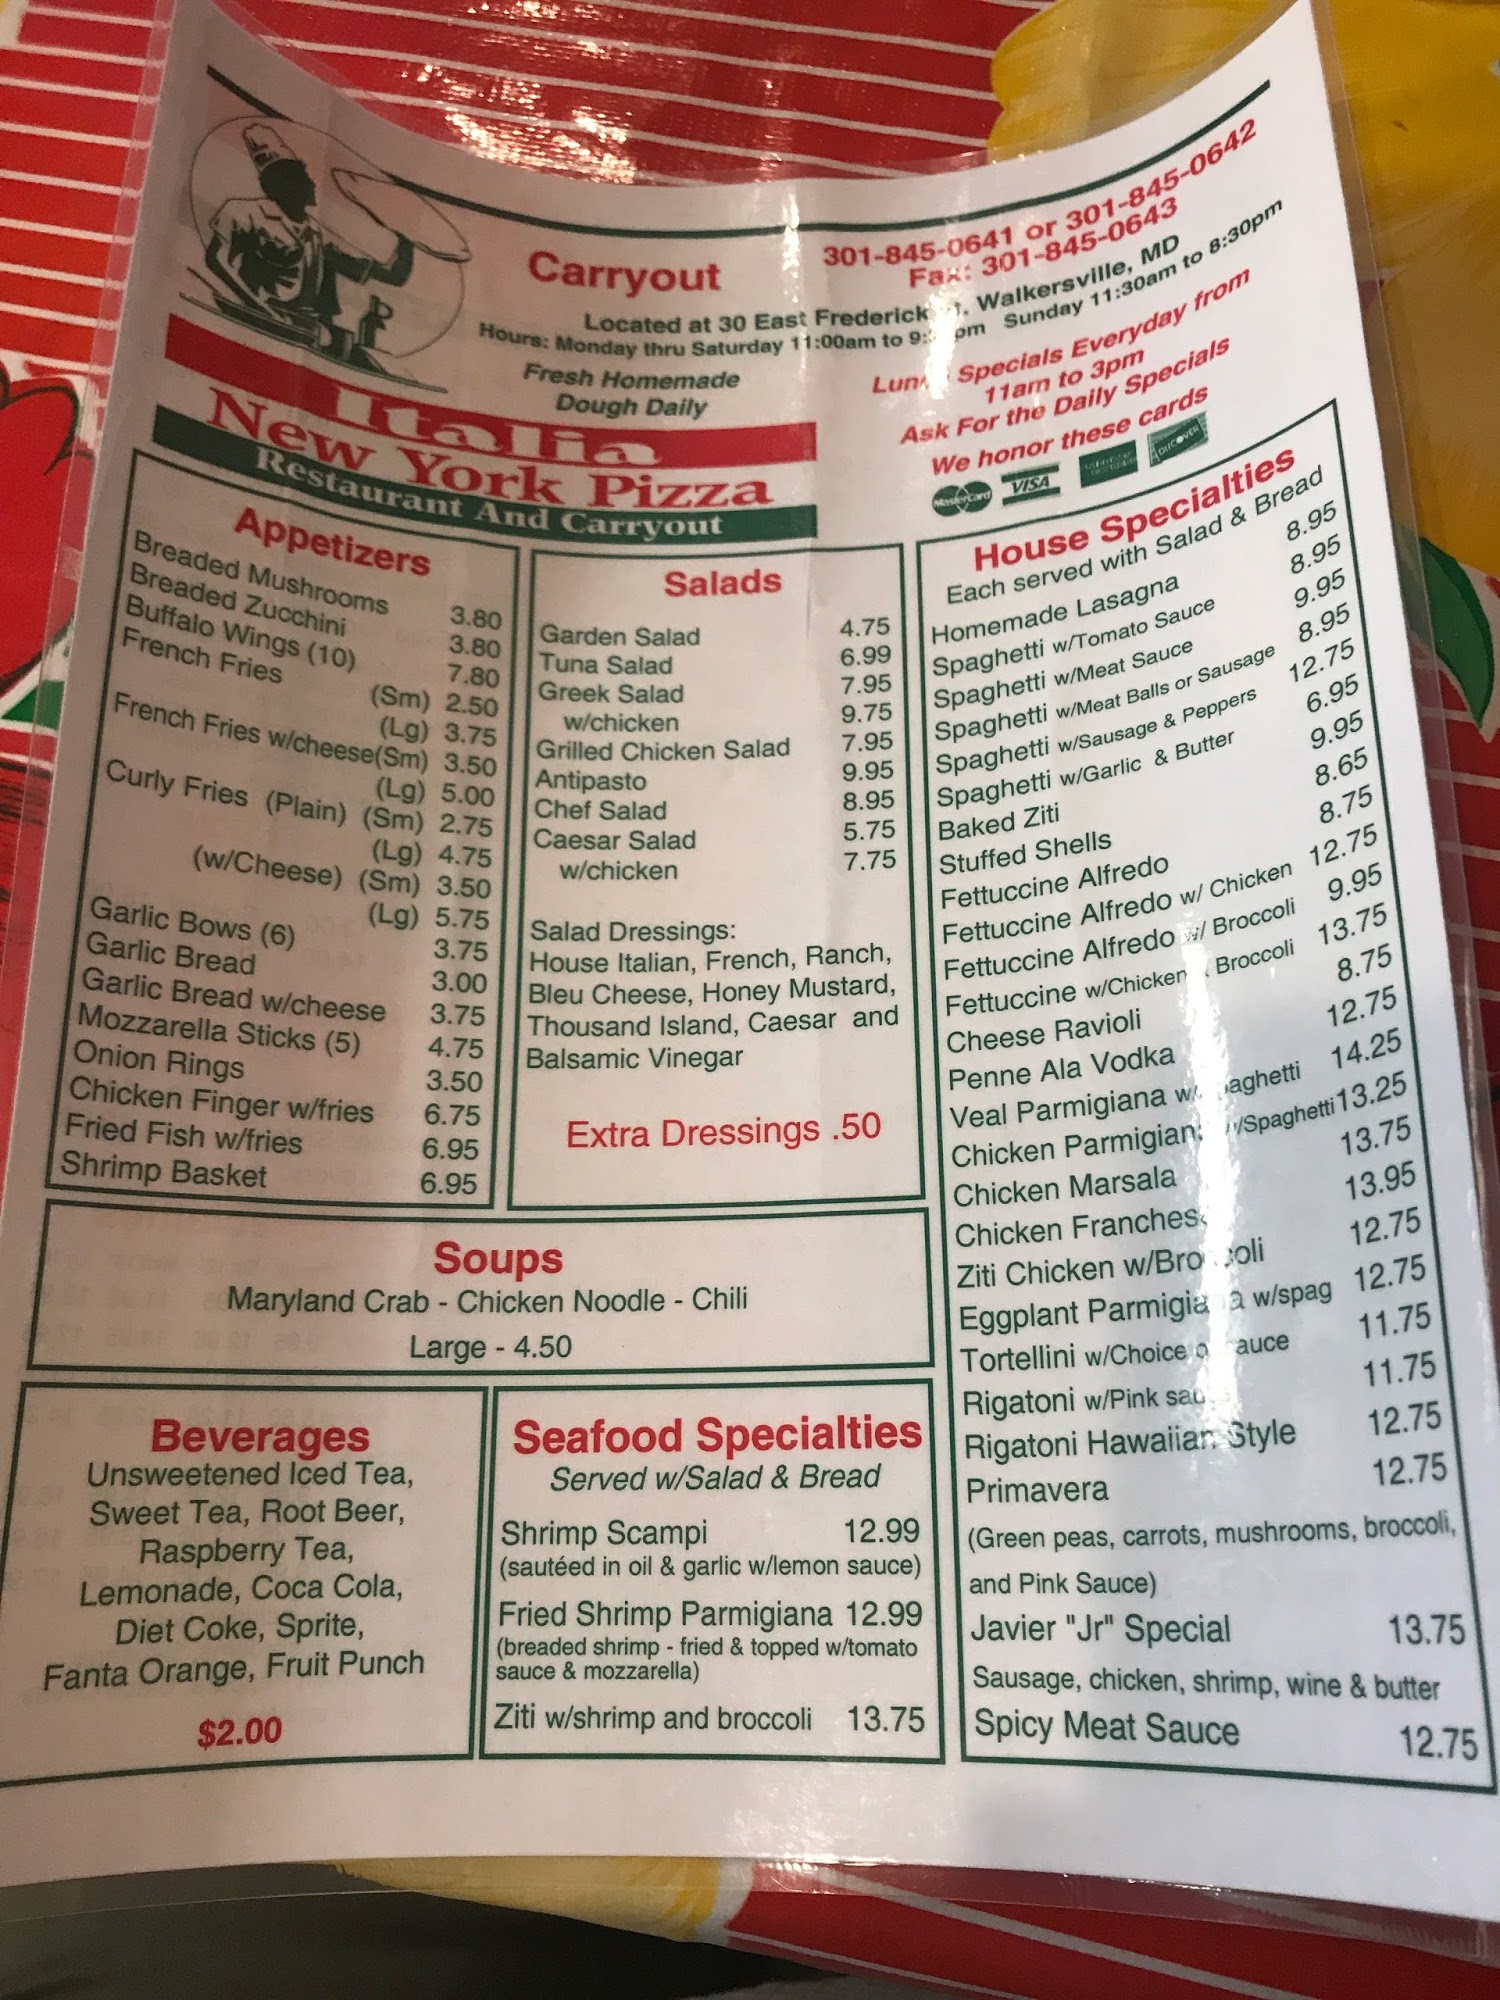 Carryout
301-845-0641 or 301-845-0642
Fax: 301-845-0643
Located at 30 East Frederick Walkersville, MD
Hours: Monday thru Saturday 11:00am to Sunday 11:30am to 8:30pm
Fresh Homemade
Dough Daily
Specials Everyday from
11am to 3pm
Ask For the Daily Specials
We honor these cards
MasterCard VISA DISCOVER
Italia
New York Pizza
Restaurant And Carryout
Appetizers
Breaded Mushrooms 3.80
Breaded Zucchini 3.80
Buffalo Wings (10) 7.80
French Fries (Sm) 2.50
(Lg) 3.75
French Fries w/cheese(Sm) 3.50
(Lg) 5.00
Curly Fries (Plain) (Sm) 2.75
(Lg) 4.75
(w/Cheese) (Sm) 3.50
(Lg) 5.75
Garlic Bows (6) 3.75
Garlic Bread 3.00
Garlic Bread w/cheese 3.75
Mozzarella Sticks (5) 4.75
Onion Rings 3.50
Chicken Finger w/fries 6.75
Fried Fish w/fries 6.95
Shrimp Basket 6.95
Salads
Garden Salad 4.75
Tuna Salad 6.99
Greek Salad 7.95
w/chicken 9.75
Grilled Chicken Salad 7.95
Antipasto 9.95
Chef Salad 8.95
Caesar Salad 5.75
w/chicken 7.75
Salad Dressings:
House Italian, French, Ranch,
Bleu Cheese, Honey Mustard,
Thousand Island, Caesar and
Balsamic Vinegar
Extra Dressings .50
House Specialties
Each served with Salad & Bread
Homemade Lasagna 8.95
Spaghetti w/Tomato Sauce 8.95
Spaghetti w/Meat Sauce 9.95
Spaghetti w/Meat Balls or Sausage 8.95
Spaghetti w/Sausage & Peppers 12.75
Spaghetti w/Garlic & Butter 6.95
Baked Ziti 9.95
Stuffed Shells 8.65
Fettuccine Alfredo 8.75
Fettuccine Alfredo w/ Chicken 12.75
Fettuccine Alfredo w/ Broccoli 9.95
Fettuccine w/Chicken Broccoli 13.75
Cheese Ravioli 8.75
Penne Ala Vodka 12.75
Veal Parmigiana w/Spaghetti 14.25
Chicken Parmigiana w/Spaghetti 13.25
Chicken Marsala 13.75
Chicken Franchese 13.95
Ziti Chicken w/Broccoli 12.75
Eggplant Parmigiana w/spag 12.75
Tortellini w/Choice of Sauce 11.75
Rigatoni w/Pink sauce 11.75
Rigatoni Hawaiian Style 12.75
Primavera 12.75
(Green peas, carrots, mushrooms, broccoli,
and Pink Sauce)
Javier "Jr" Special 13.75
Sausage, chicken, shrimp, wine & butter
Spicy Meat Sauce 12.75
Soups
Maryland Crab - Chicken Noodle - Chili
Large - 4.50
Beverages
Unsweetened Iced Tea,
Sweet Tea, Root Beer,
Raspberry Tea,
Lemonade, Coca Cola,
Diet Coke, Sprite,
Fanta Orange, Fruit Punch
$2.00
Seafood Specialties
Served w/Salad & Bread
Shrimp Scampi 12.99
(sautéed in oil & garlic w/lemon sauce)
Fried Shrimp Parmigiana 12.99
(breaded shrimp - fried & topped w/tomato
sauce & mozzarella)
Ziti w/shrimp and broccoli 13.75